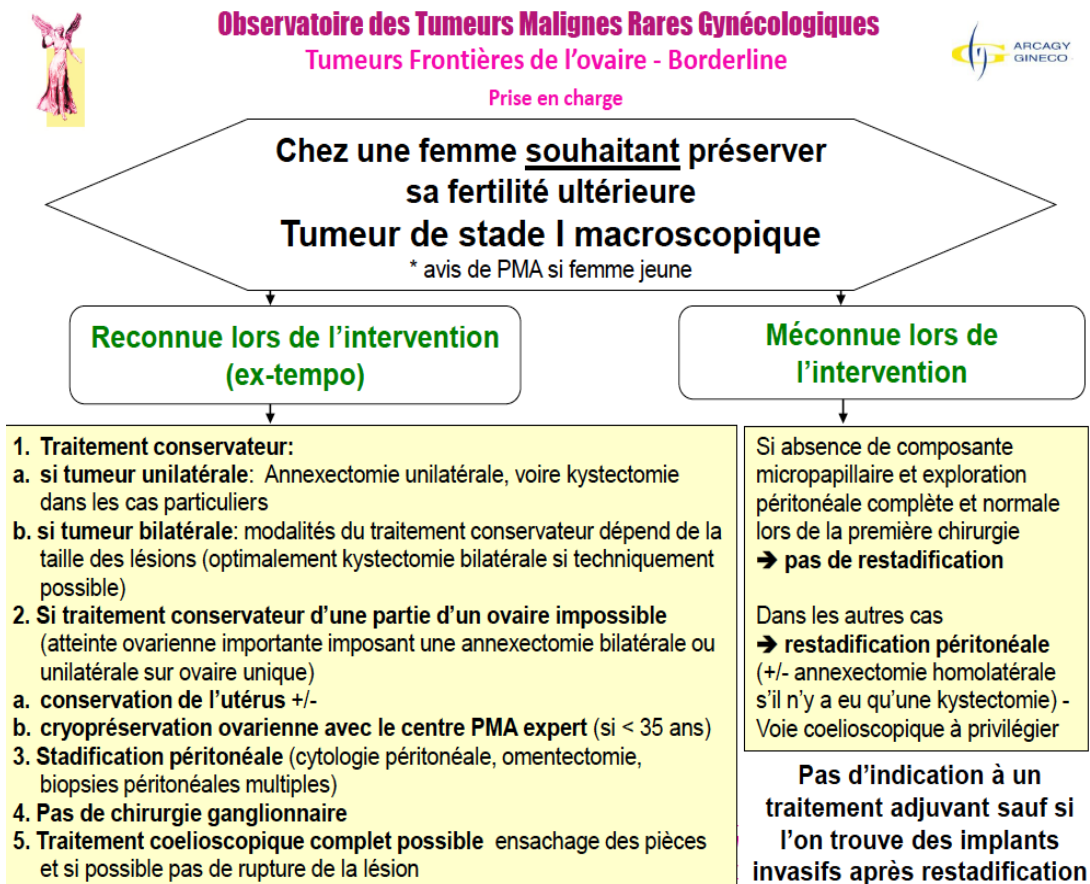 Observatoire des Tumeurs Malignes Rares Gynécologiques
Tumeurs Frontières de l'ovaire - Borderline
Prise en charge
ARCAGY
GINECO
Chez une femme souhaitant préserver
sa fertilité ultérieure
Tumeur de stade I macroscopique
* avis de PMA si femme jeune
Reconnue lors de l'intervention
(ex-tempo)
1. Traitement conservateur:
a. si tumeur unilatérale: Annexectomie unilatérale, voire kystectomie
dans les cas particuliers
b. si tumeur bilatérale: modalités du traitement conservateur dépend de la
taille des lésions (optimalement kystectomie bilatérale si techniquement
possible)
2. Si traitement conservateur d'une partie d'un ovaire impossible
(atteinte ovarienne importante imposant une annexectomie bilatérale ou
unilatérale sur ovaire unique)
a. conservation de l'utérus +/-
b. cryopréservation ovarienne avec le centre PMA expert (si < 35 ans)
3. Stadification péritonéale (cytologie péritonéale, omentectomie,
biopsies péritonéales multiples)
4. Pas de chirurgie ganglionnaire
5. Traitement coelioscopique complet possible ensachage des pièces
et si possible pas de rupture de la lésion
Méconnue lors de
l'intervention
Si absence de composante
micropapillaire et exploration
péritonéale complète et normale
lors de la première chirurgie
➔ pas de restadification
Dans les autres cas
➔ restadification péritonéale
(+/- annexectomie homolatérale
s'il n'y a eu qu'une kystectomie) -
Voie coelioscopique à privilégier
Pas d'indication à un
traitement adjuvant sauf si
l'on trouve des implants
invasifs après restadification